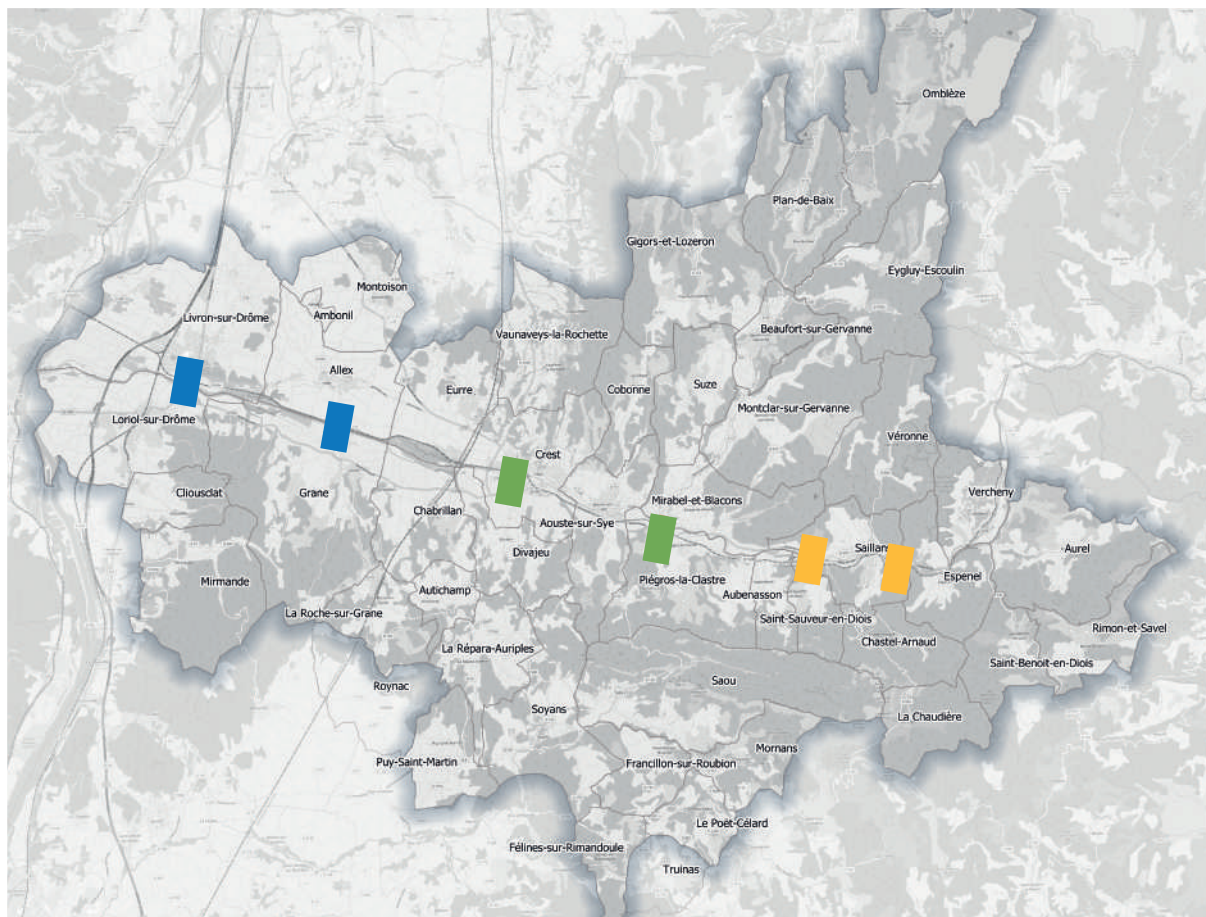 Omblèze
Plan-de-Baix
Gigors-et-Lozeron
Eygluy-Escoulin
Montoison
Livron-sur-Drôme
Ambonil
Vaunaveys-la-Rochette
Beaufort-sur-Gervanne
Allex
Eurre
Cobonne
Suze
Montclar-sur-Gervanne
Loriol-sur-Drôme
Véronne
Crest
Cliousclat
Grane
Vercheny
Mirabel-et-Blacons
Chabrillan
Aouste-sur-Sye
Divajeu
Saillans
Aurel
Espenel
Mirmande
Piégros-la-Clastre
Autichamp
Aubenasson
La Roche-sur-Grane
Saint-Sauveur-en-Diois
Rimon-et-Savel
Chastel-Arnaud
La Répara-Auriples
Saint-Benoit-en-Diois
Saou
Roynac
Soyans
La Chaudière
Mornans
Puy-Saint-Martin
Francillon-sur-Roubion
Le Poët-Célard
Félines-sur-Rimandoule
Truinas